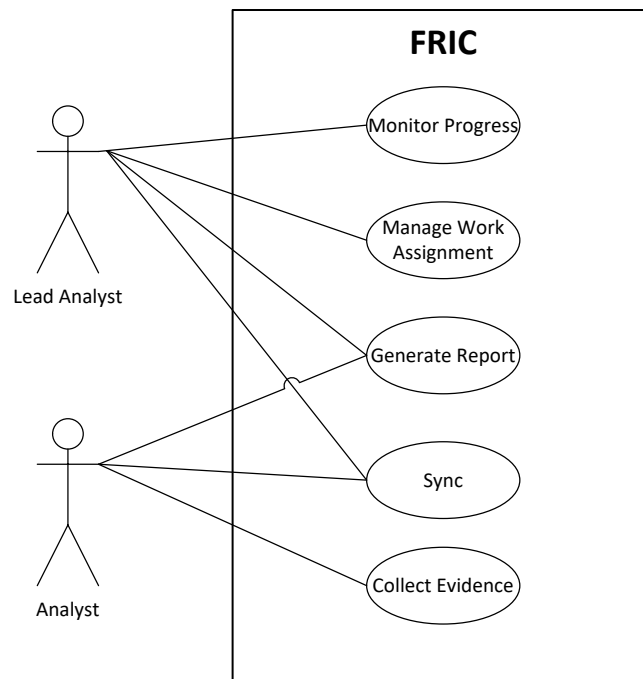 FRIC
Monitor Progress
Manage Work
Assignment
Lead Analyst
Generate Report
Sync
Collect Evidence
Analyst